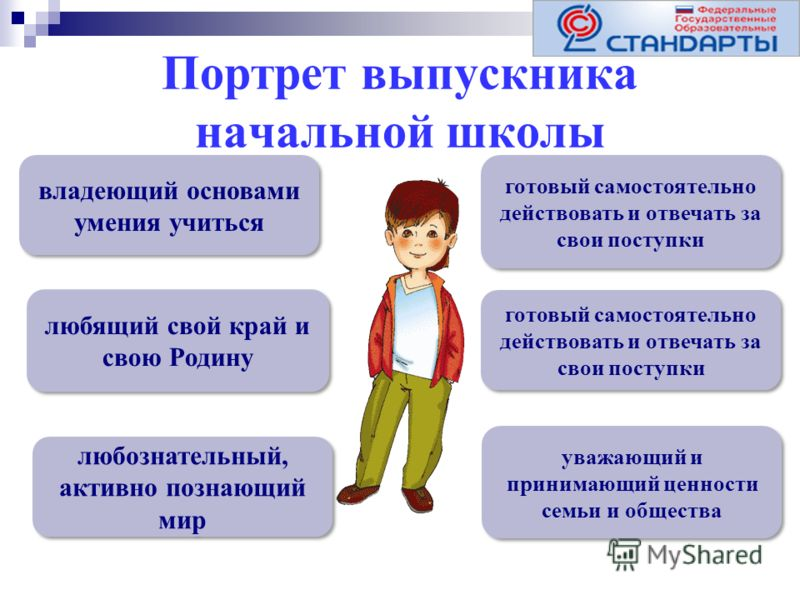 Федеральные
Государственные
Образовательные
СТАНДАРТЫ
Портрет выпускника
начальной школы
владеющий основами
умения учиться
любящий свой край и
свою Родину
любознательный,
активно познающий
мир
готовый самостоятельно
действовать и отвечать за
свои поступки
готовый самостоятельно
действовать и отвечать за
свои поступки
уважающий и
принимающий ценности
семьи и общества
MyShared